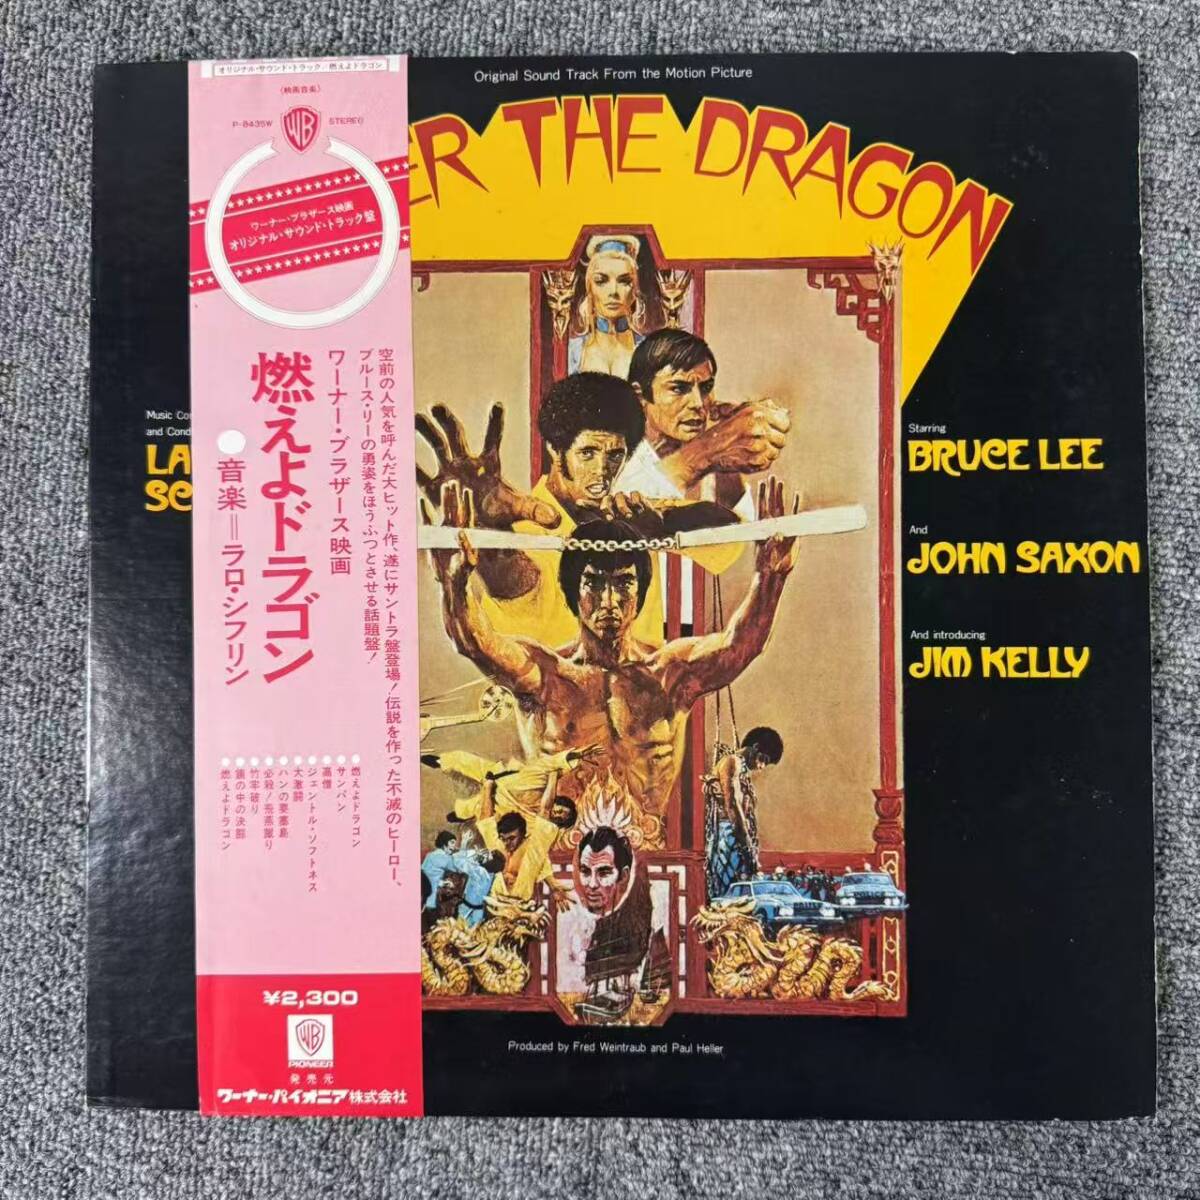 オリジナル・サウンド・トラック/燃えよドラゴン
〈映画音楽〉
P-8435W
WB
STEREO
ワーナー・ブラザース映画
オリジナル・サウンド・トラック盤
空前の人気を呼んだ大ヒット作、遂にサントラ盤登場!伝説を作った不滅のヒーロー、
ブルース・リーの勇姿をほうふつとさせる話題盤!
ワーナー・ブラザース映画
燃えよドラゴン
●音楽=ラロ・シフリン
●燃えよドラゴン
●サンパン
●高僧
●ジェントル・ソフトネス
●大激闘
●ハンの要塞島
●必殺!飛燕蹴り
●竹牢破り
●鏡の中の決闘
●燃えよドラゴン
¥2,300
WB
PIONEER
発売元
ワーナー・パイオニア株式会社
Original Sound Track From the Motion Picture
ER THE DRAGON
Music Co
and Cond
LA
SC
Starring
BRUCE LEE
And
JOHN SAXON
And introducing
JIM KELLY
POLICE
Produced by Fred Weintraub and Paul Heller